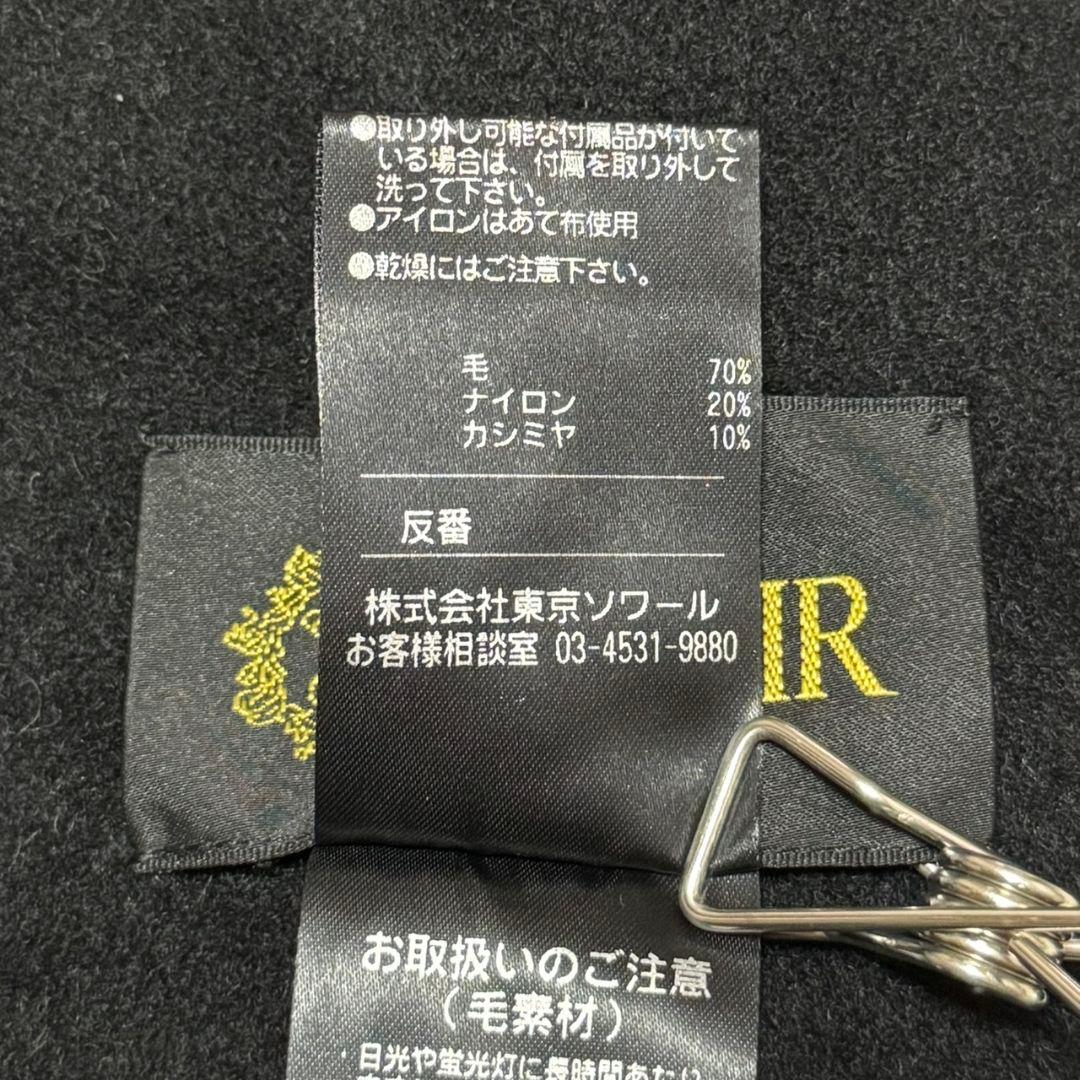 ●取り外し可能な付属品が付いて
いる場合は、付属を取り外して
洗って下さい。
●アイロンはあて布使用
●乾燥にはご注意下さい。
毛 70%
ナイロン 20%
カシミヤ 10%
反番
株式会社東京ソワール
お客様相談室 03-4531-9880
IR
お取扱いのご注意
(毛素材)
・日光や蛍光灯に長時間あたい